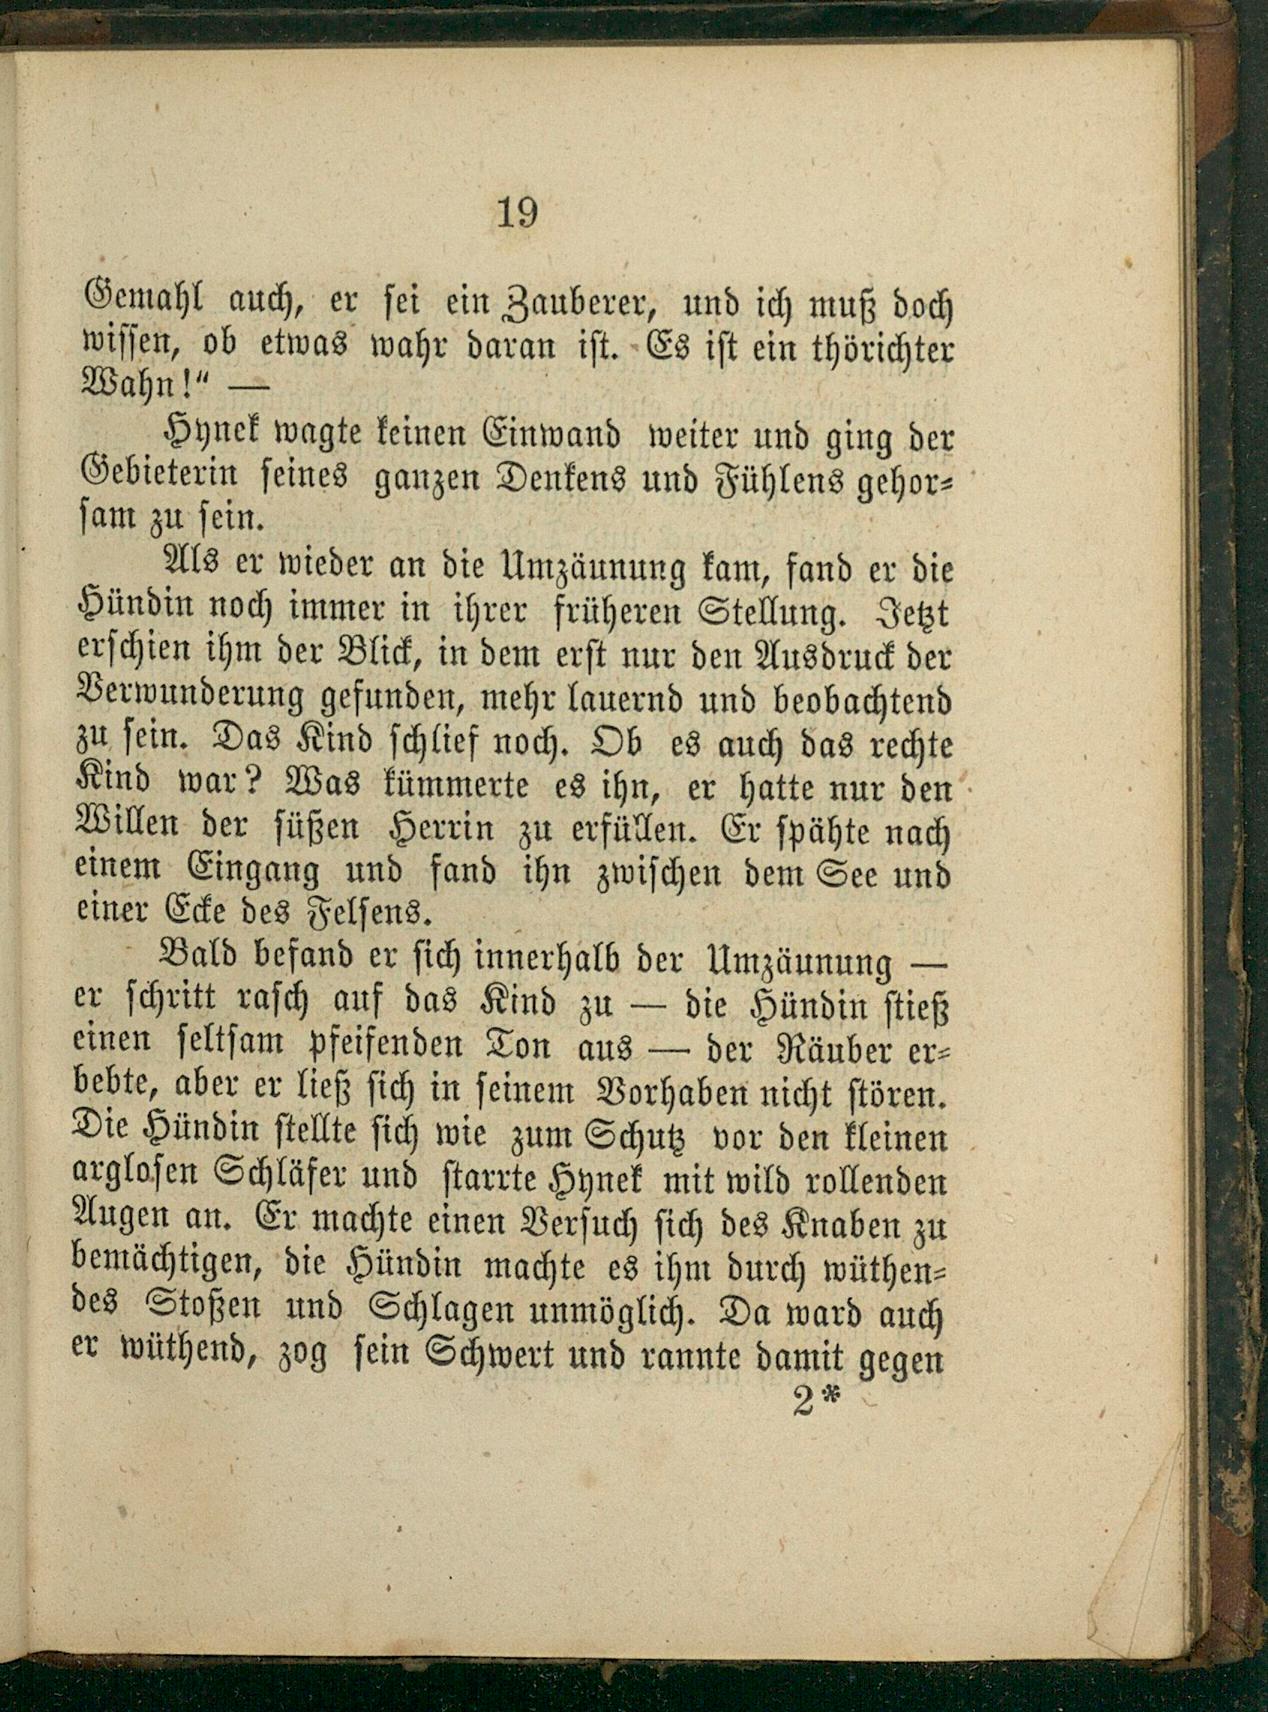 19
Gemahl auch, er sei ein Zauberer, und ich muß doch
wissen, ob etwas wahr daran ist. Es ist ein thörichter
Wahn!“ —
Hynek wagte keinen Einwand weiter und ging der
Gebieterin seines ganzen Denkens und Fühlens gehor-
sam zu sein.
Als er wieder an die Umzäunung kam, fand er die
Hündin noch immer in ihrer früheren Stellung. Jetzt
erschien ihm der Blick, in dem erst nur den Ausdruck der
Verwunderung gefunden, mehr lauernd und beobachtend
zu sein. Das Kind schlief noch. Ob es auch das rechte
Kind war? Was kümmerte es ihn, er hatte nur den
Willen der süßen Herrin zu erfüllen. Er spähte nach
einem Eingang und fand ihn zwischen dem See und
einer Ecke des Felsens.
Bald befand er sich innerhalb der Umzäunung —
er schritt rasch auf das Kind zu — die Hündin stieß
einen seltsam pfeifenden Ton aus — der Räuber er-
bebte, aber er ließ sich in seinem Vorhaben nicht stören.
Die Hündin stellte sich wie zum Schutz vor den kleinen
arglosen Schläfer und starrte Hynek mit wild rollenden
Augen an. Er machte einen Versuch sich des Knaben zu
bemächtigen, die Hündin machte es ihm durch wüthen-
des Stoßen und Schlagen unmöglich. Da ward auch
er wüthend, zog sein Schwert und rannte damit gegen
2*